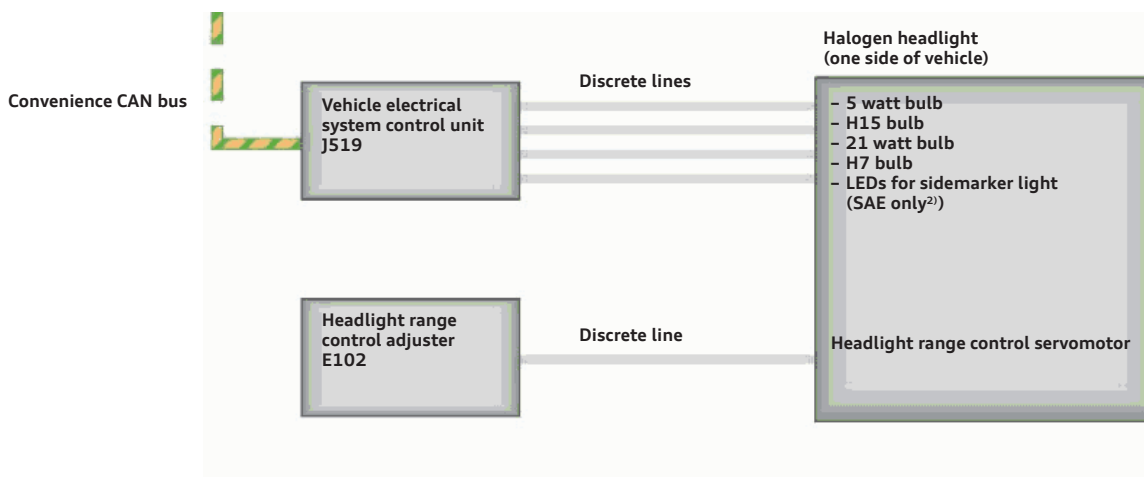 Halogen headlight
(one side of vehicle)
Convenience CAN bus
Vehicle electrical
system control unit
J519
Discrete lines
– 5 watt bulb
– H15 bulb
– 21 watt bulb
– H7 bulb
– LEDs for sidemarker light
(SAE only²⁾)
Headlight range
control adjuster
E102
Discrete line
Headlight range control servomotor